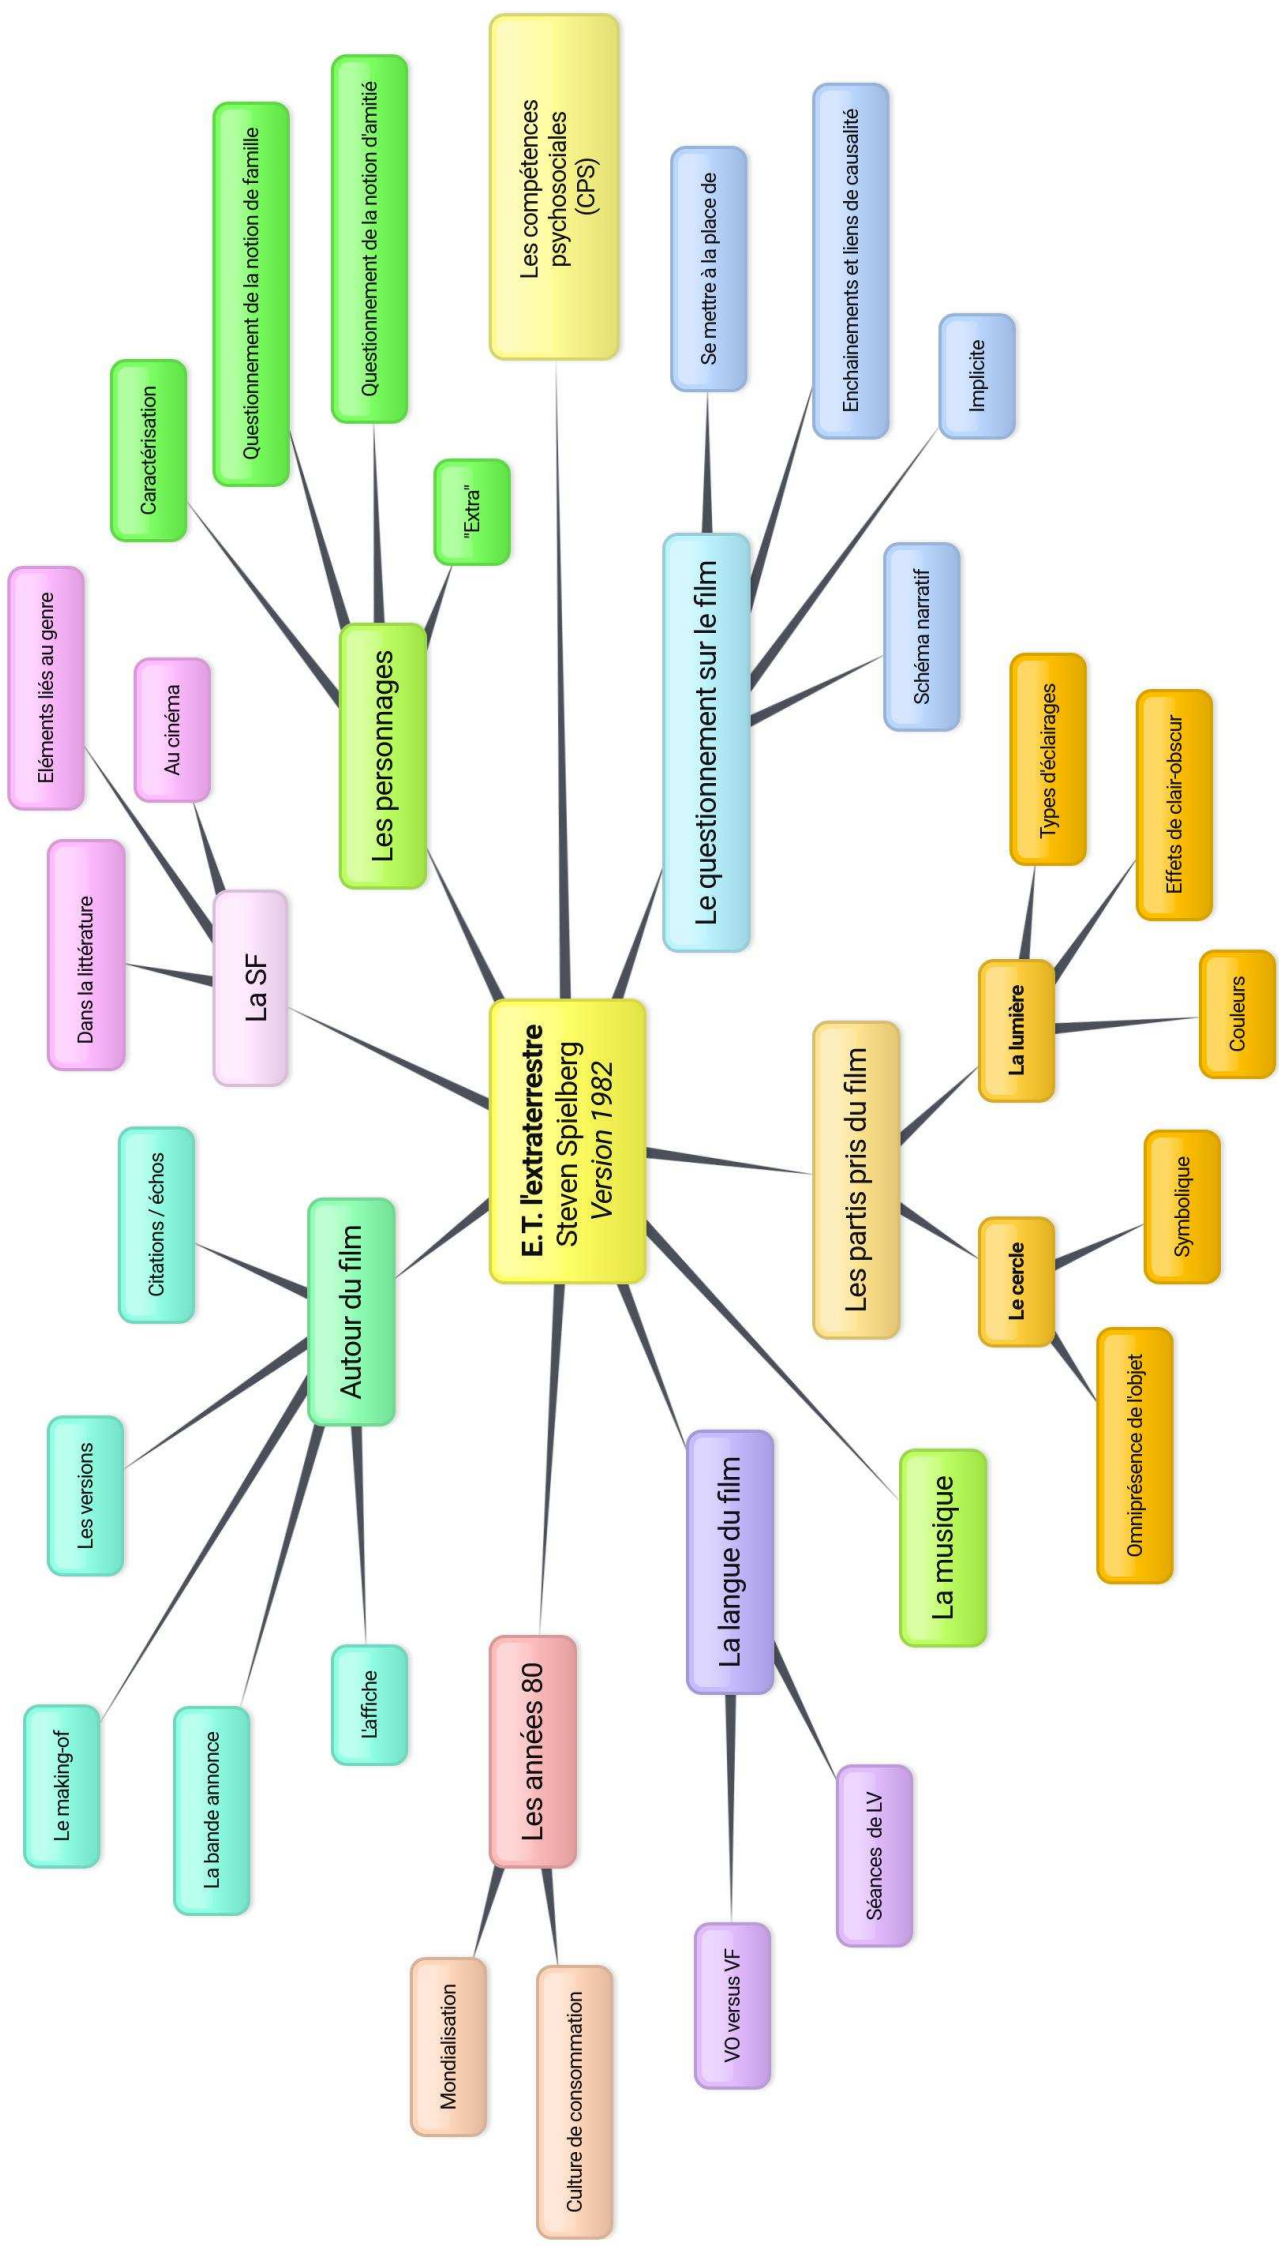 E.T. l'extraterrestre
Steven Spielberg
Version 1982
Autour du film
Citations / échos
Les versions
Le making-of
La bande annonce
L'affiche
La SF
Dans la littérature
Eléments liés au genre
Au cinéma
Les personnages
Caractérisation
Questionnement de la notion de famille
Questionnement de la notion d'amitié
"Extra"
Les compétences
psychosociales
(CPS)
Le questionnement sur le film
Se mettre à la place de
Enchainements et liens de causalité
Implicite
Schéma narratif
Les partis pris du film
La lumière
Types d'éclairages
Effets de clair-obscur
Couleurs
Le cercle
Symbolique
Omniprésence de l'objet
La musique
La langue du film
VO versus VF
Séances de LV
Les années 80
Mondialisation
Culture de consommation